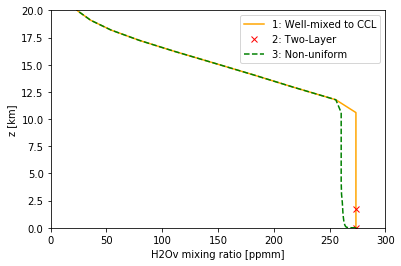 20.0
17.5
15.0
12.5
10.0
7.5
5.0
2.5
0.0
z [km]
1: Well-mixed to CCL
2: Two-Layer
3: Non-uniform
0 50 100 150 200 250 300
H2Ov mixing ratio [ppmm]